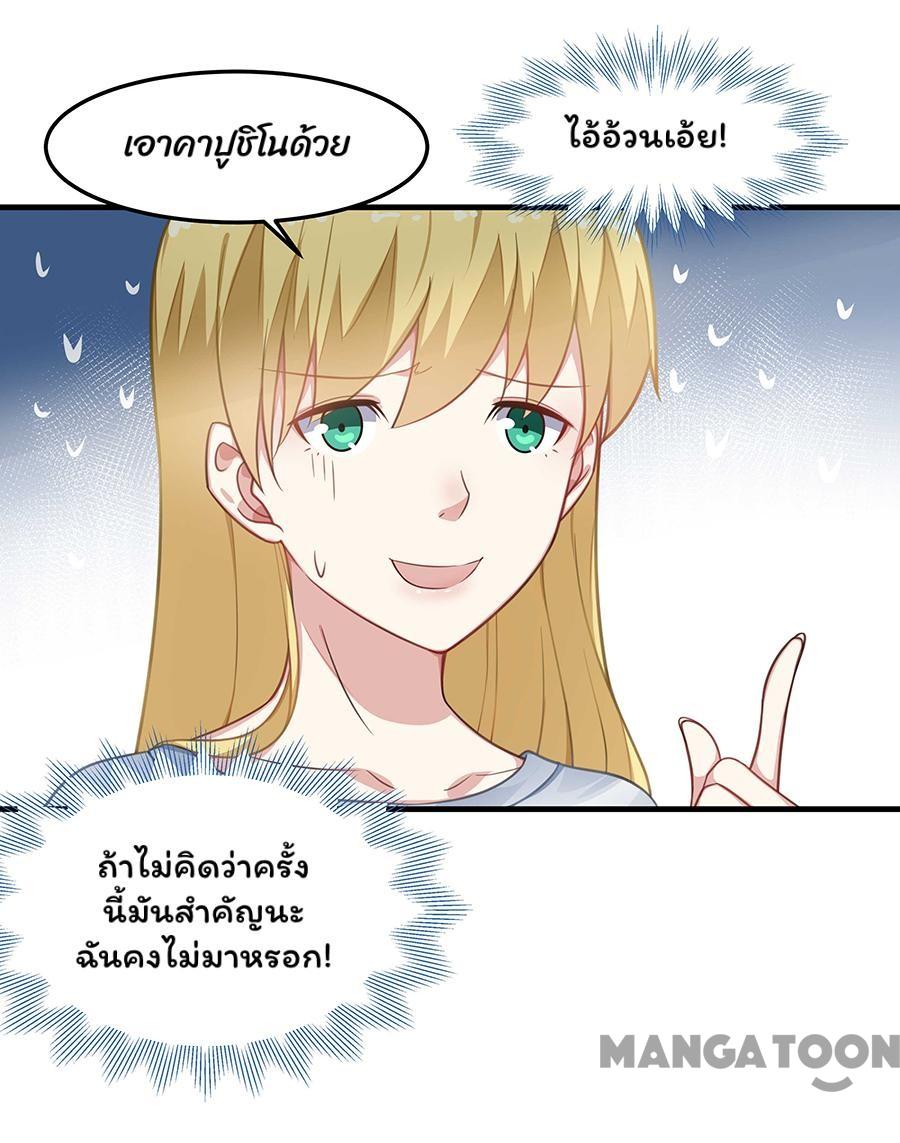 เอาคาปูชิโนด้วย
ไอ้อ้วนเอ้ย!
ถ้าไม่คิดว่าครั้ง
นี้มันสำคัญนะ
ฉันคงไม่มาหรอก!
MANGATOON